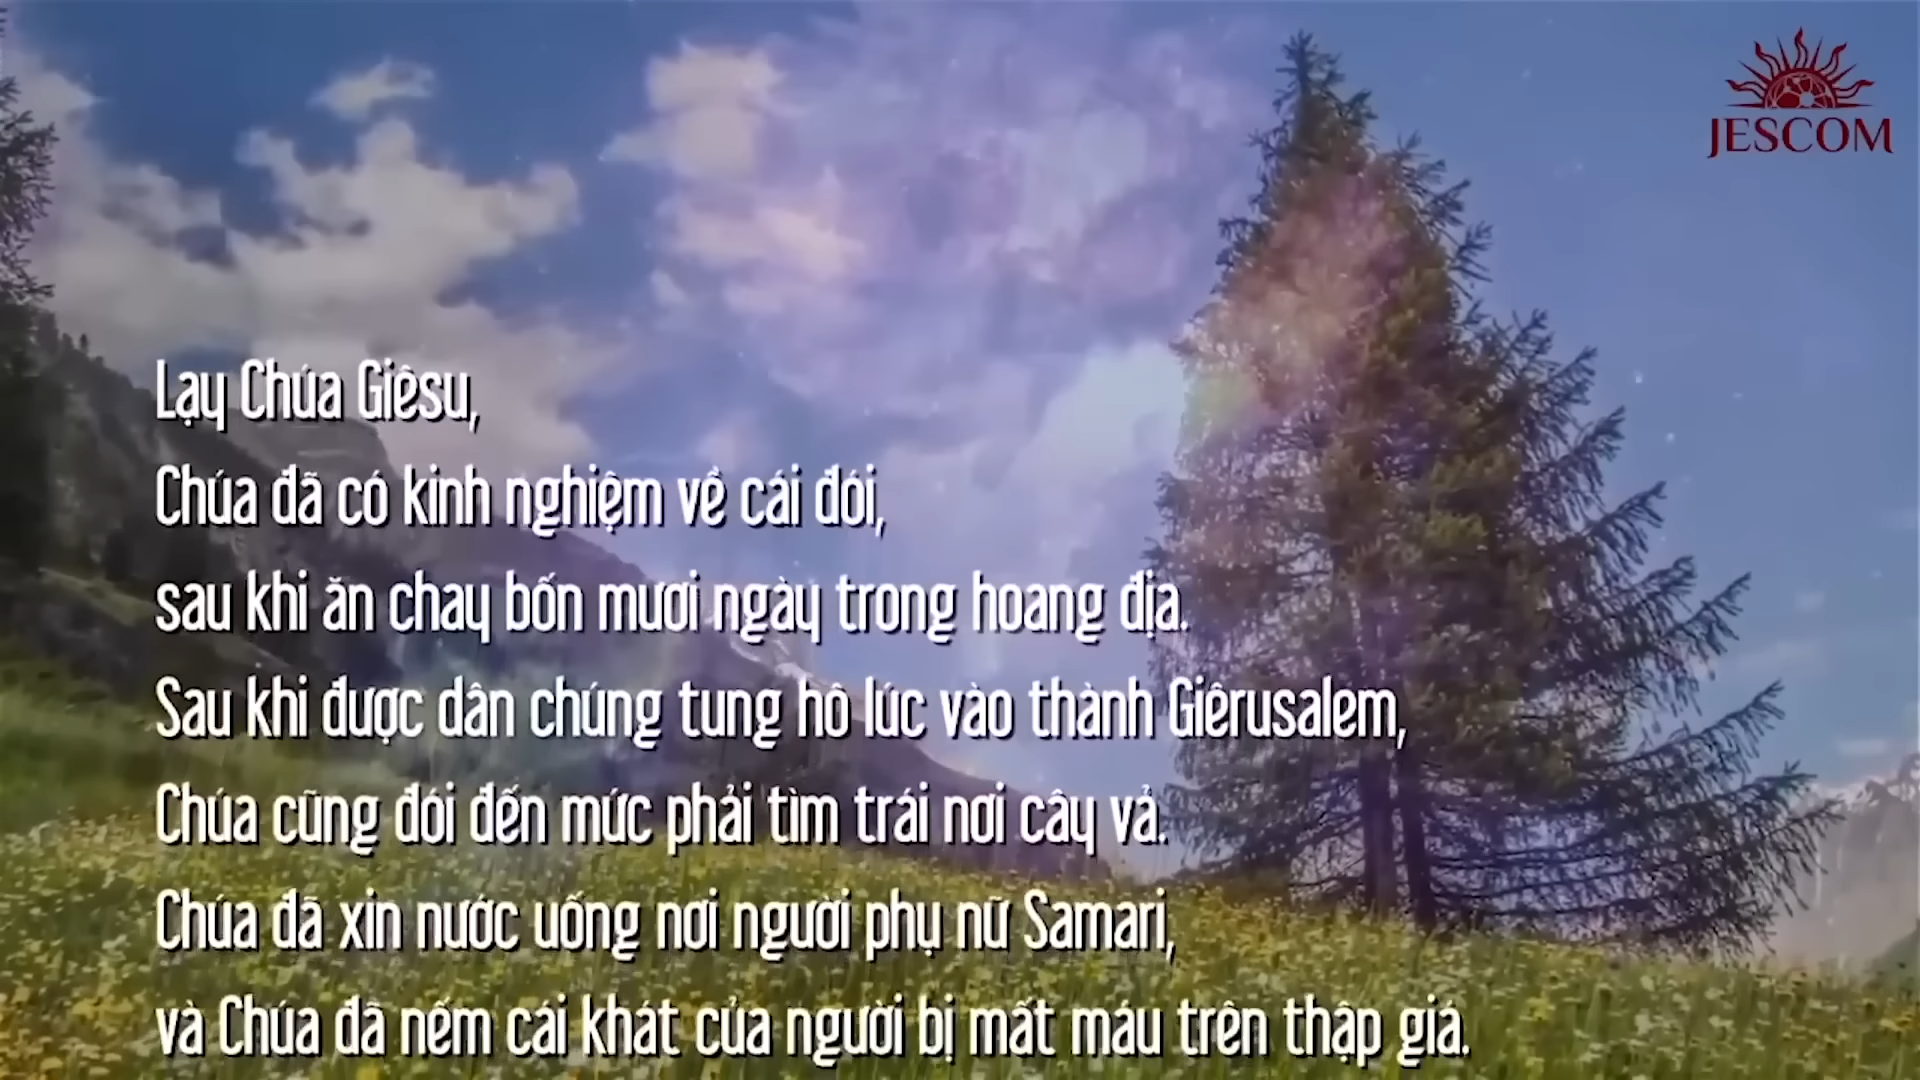 JESCOM
Lạy Chúa Giêsu,
Chúa đã có kinh nghiệm về cái đói,
sau khi ăn chay bốn mươi ngày trong hoang địa.
Sau khi được dân chúng tung hô lúc vào thành Giêrusalem,
Chúa cũng đói đến mức phải tìm trái nơi cây vả.
Chúa đã xin nước uống nơi người phụ nữ Samari,
và Chúa đã nếm cái khát của người bị mất máu trên thập giá.